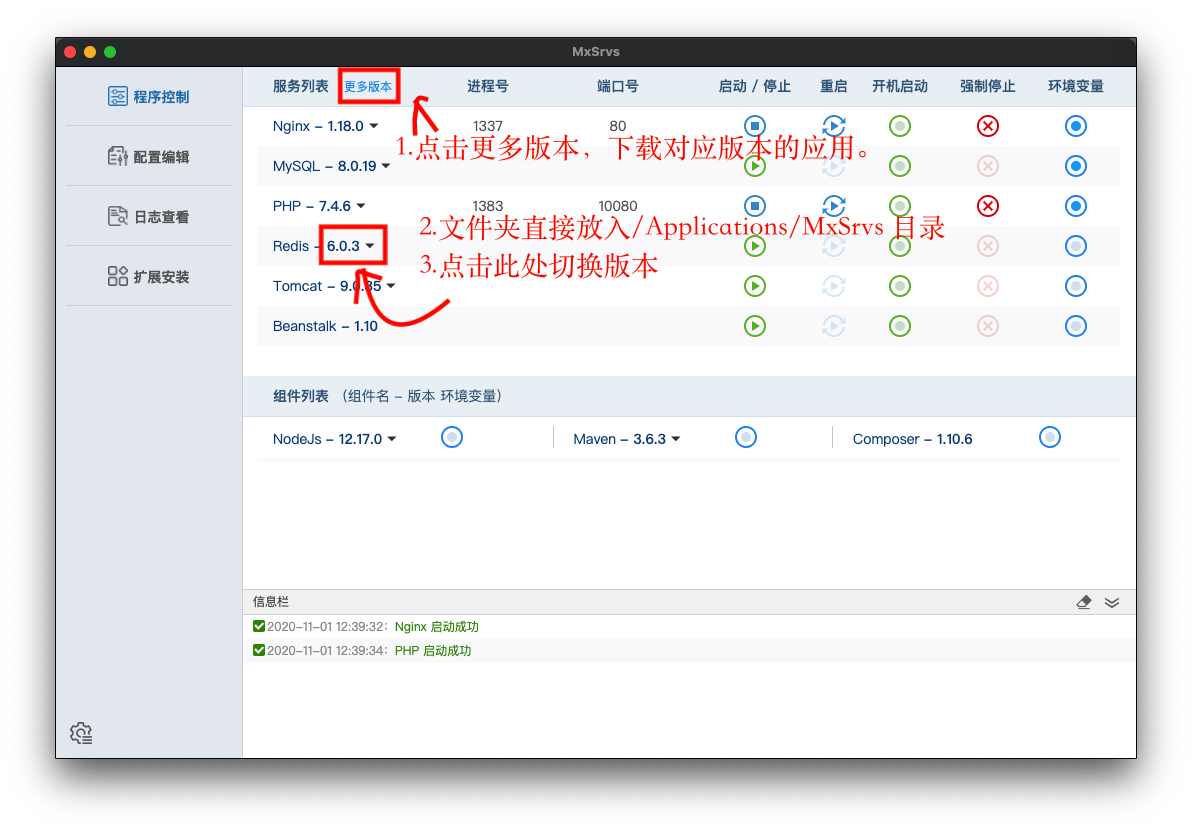 MxSrvs
程序控制
配置编辑
日志查看
扩展安装
服务列表 更多版本 进程号 端口号 启动 / 停止 重启 开机启动 强制停止 环境变量
Nginx – 1.18.0 1337 80
1.点击更多版本，下载对应版本的应用。
MySQL – 8.0.19
PHP – 7.4.6 1383 10080
2.文件夹直接放入/Applications/MxSrvs 目录
Redis – 6.0.3
3.点击此处切换版本
Tomcat – 9.0.35
Beanstalk – 1.10
组件列表 （组件名 – 版本 环境变量）
NodeJs – 12.17.0 Maven – 3.6.3 Composer – 1.10.6
信息栏
2020–11–01 12:39:32： Nginx 启动成功
2020–11–01 12:39:34： PHP 启动成功